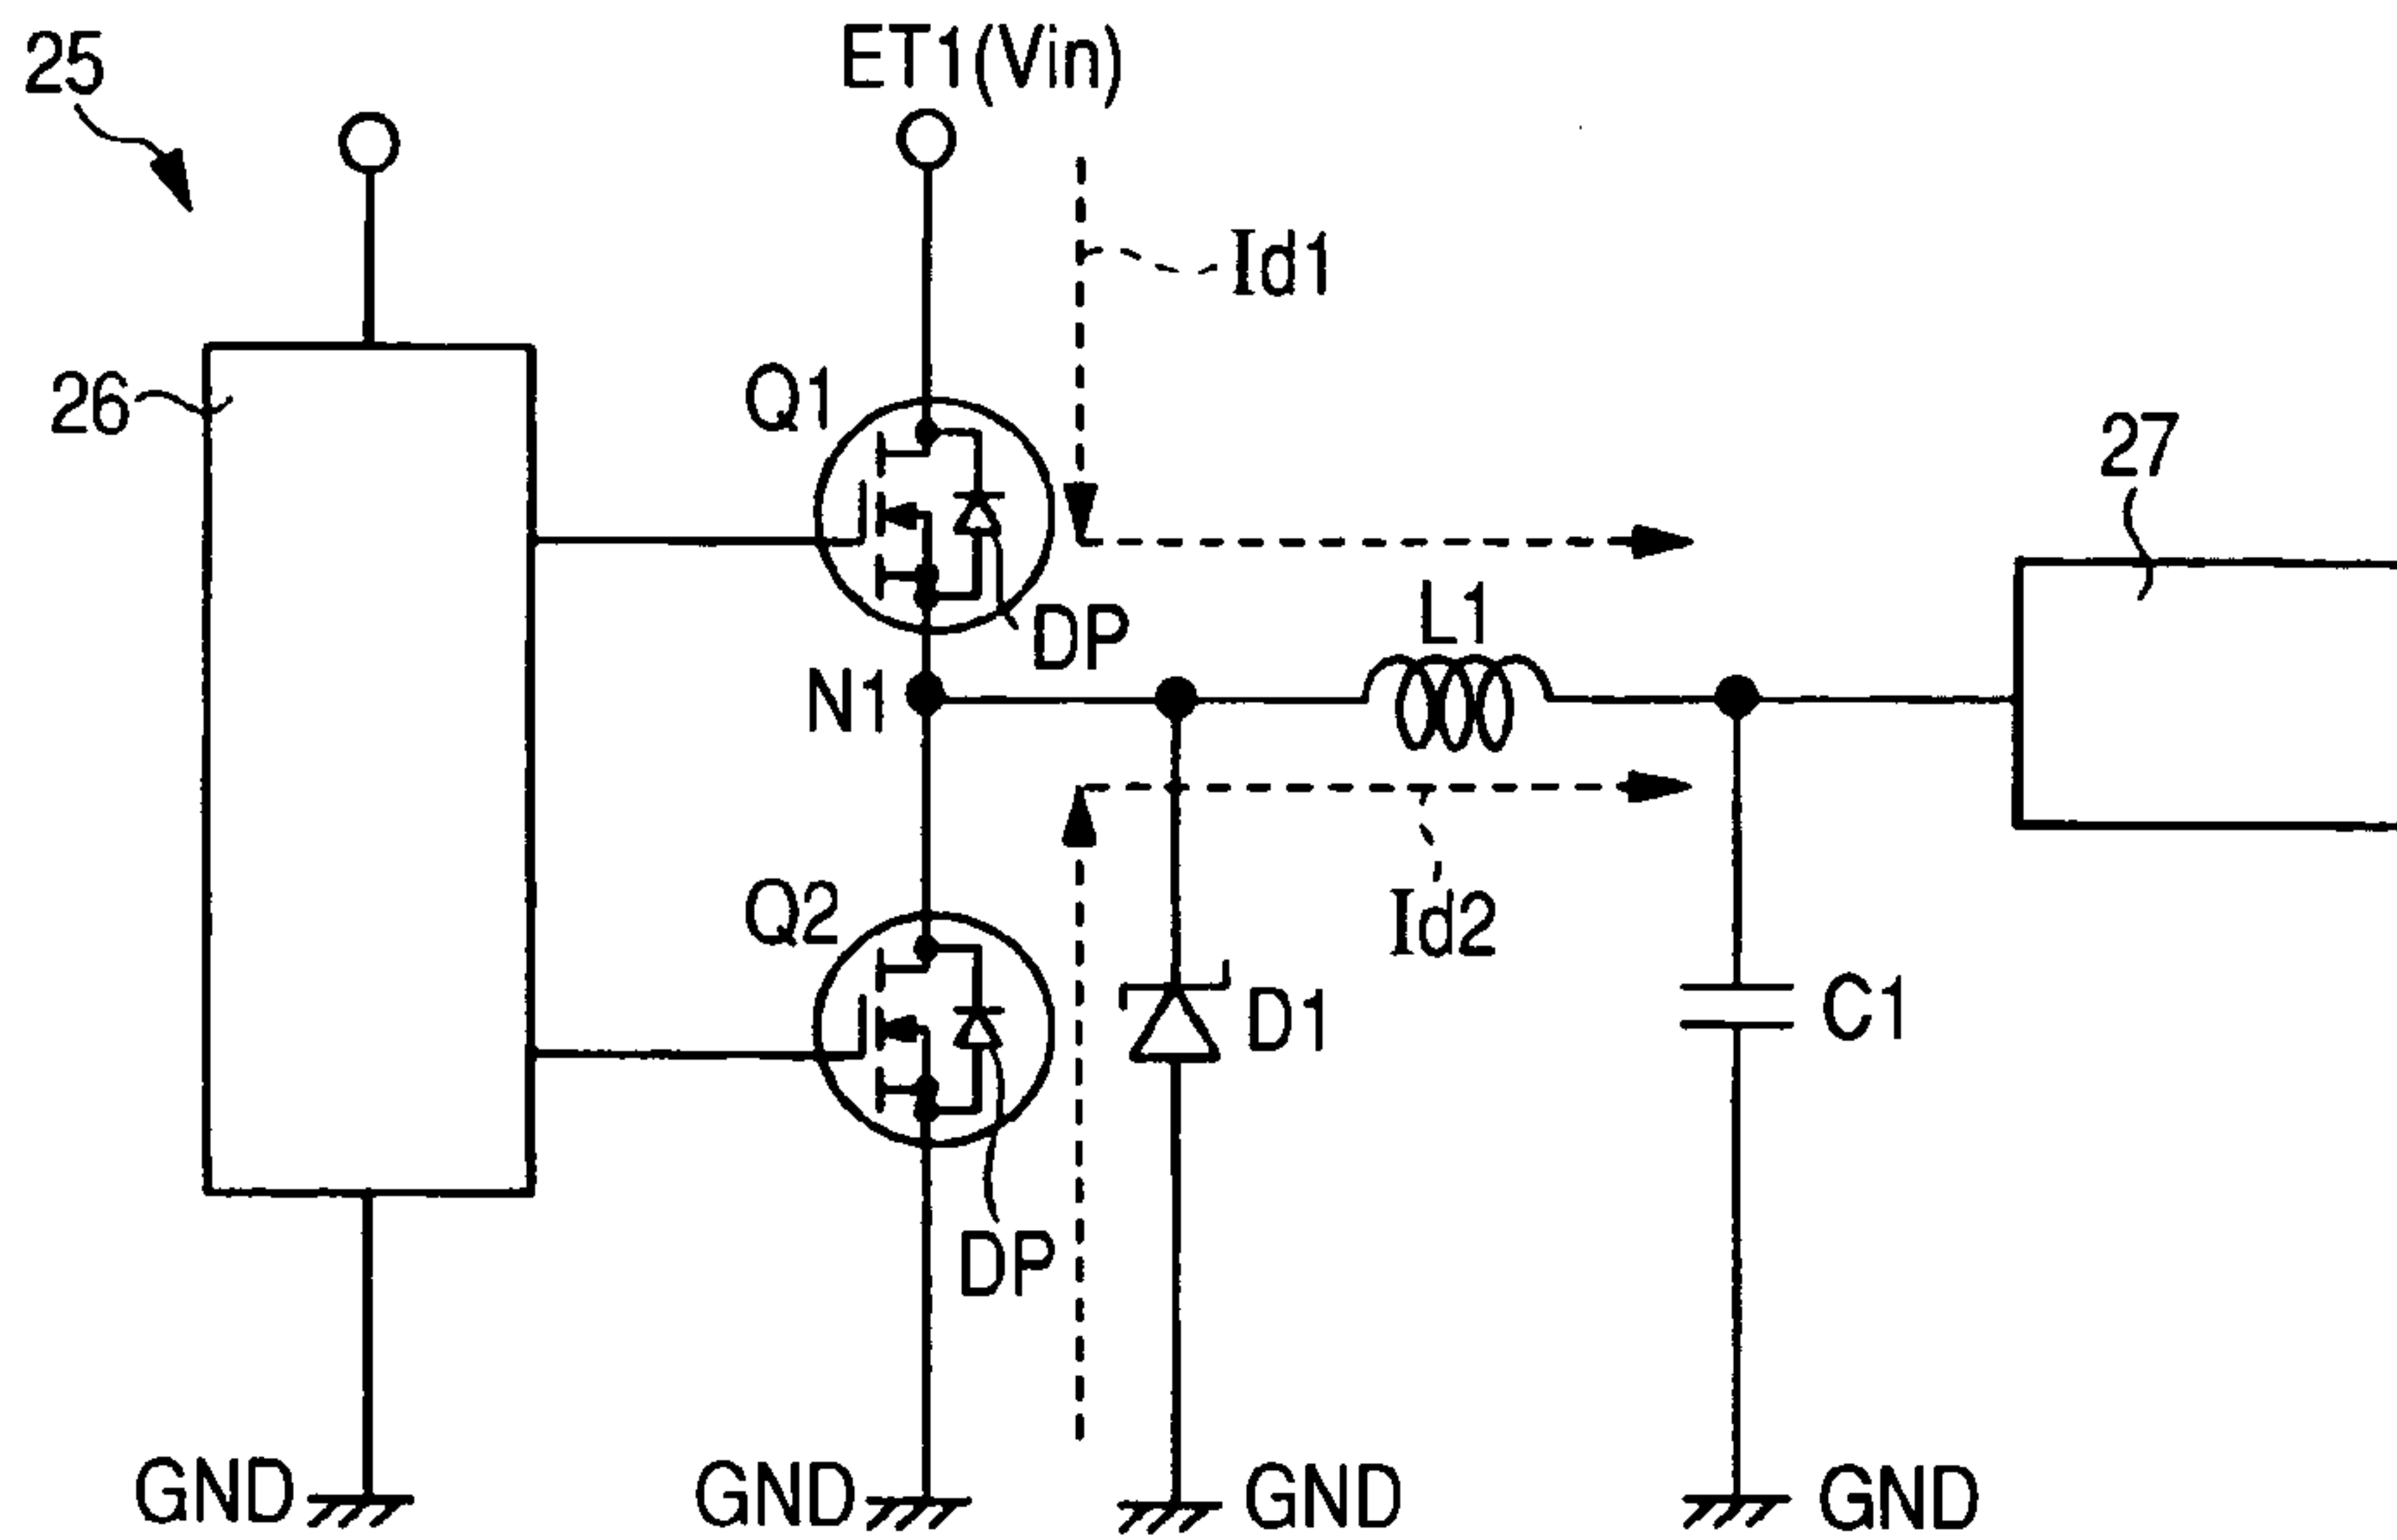 25
ET1(Vin)
Id1
26
Q1
27
L1
DP
N1
Q2
Id2
D1
C1
DP
GND
GND
GND
GND